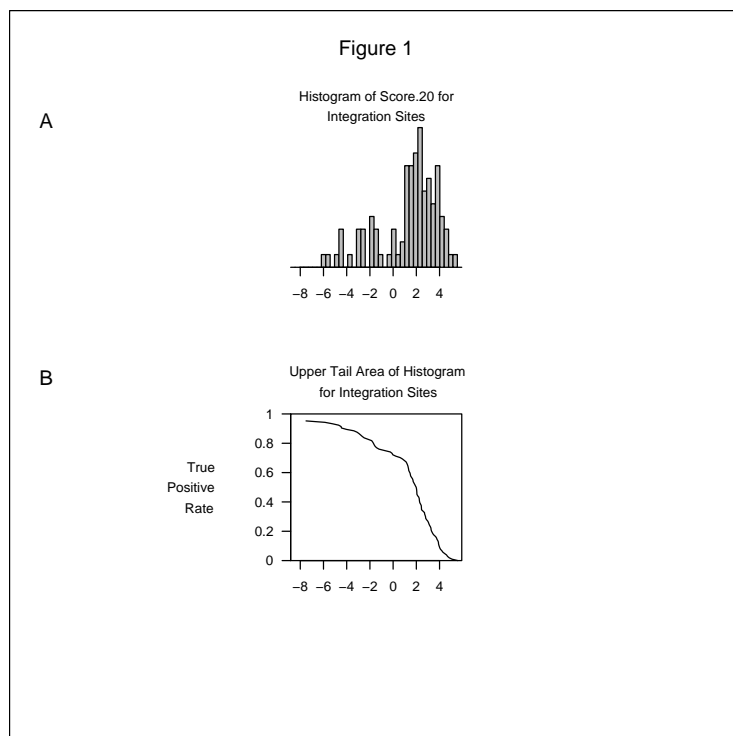 Figure 1
A
Histogram of Score.20 for
Integration Sites
−8 −6 −4 −2 0 2 4
B
Upper Tail Area of Histogram
for Integration Sites
True
Positive
Rate
1
0.8
0.6
0.4
0.2
0
−8 −6 −4 −2 0 2 4